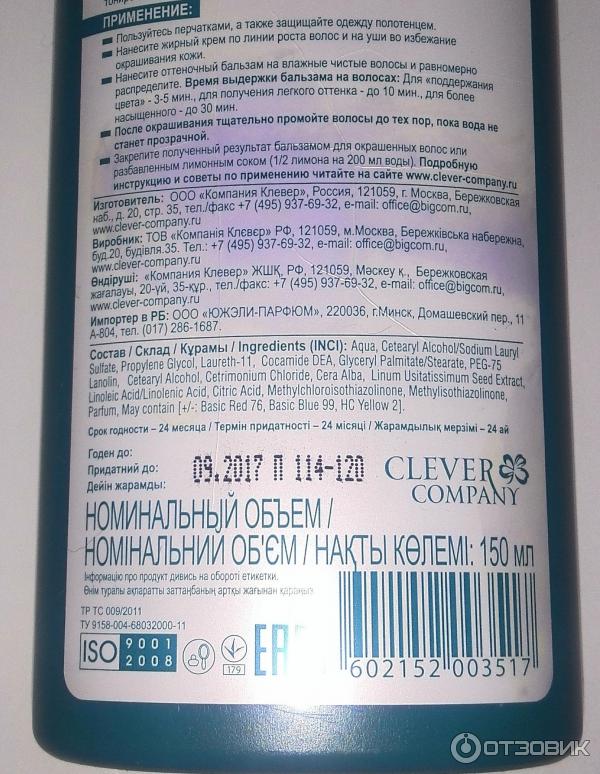 ПРИМЕНЕНИЕ:
▪ Пользуйтесь перчатками, а также защищайте одежду полотенцем.
▪ Нанесите жирный крем по линии роста волос и на уши во избежание
окрашивания кожи.
▪ Нанесите оттеночный бальзам на влажные чистые волосы и равномерно
распределите. Время выдержки бальзама на волосах: Для «поддержания
цвета» - 3-5 мин., для получения легкого оттенка - до 10 мин., для более
насыщенного - до 30 мин.
▪ После окрашивания тщательно промойте волосы до тех пор, пока вода не
станет прозрачной.
▪ Закрепите полученный результат бальзамом для окрашенных волос или
разбавленным лимонным соком (1/2 лимона на 200 мл воды). Подробную
инструкцию и советы по применению читайте на сайте www.clever-company.ru
Изготовитель: ООО «Компания Клевер», Россия, 121059, г. Москва, Бережковская
наб., д. 20, стр. 35, тел./факс +7 (495) 937-69-32, e-mail: office@bigcom.ru,
www.clever-company.ru
Виробник: ТОВ «Компанія Клєвєр» РФ, 121059, м.Москва, Бережківська набережна,
буд.20, будівля.35. Тел.: +7 (495) 937-69-32, e-mail: office@bigcom.ru,
www.clever-company.ru
Өндіруші: «Компания Клевер» ЖШҚ РФ, 121059, Мәскеу қ., Бережковская
жағалауы, 20-үй, 35-құр., тел./факс: +7 (495) 937-69-32, e-mail: office@bigcom.ru,
www.clever-company.ru
Импортер в РБ: ООО «ЮЖЭЛИ-ПАРФЮМ», 220036, г.Минск, Домашевский пер., 11
А-804, тел. (017) 286-1687.
Состав / Склад / Құрамы / Ingredients (INCI): Aqua, Cetearyl Alcohol/Sodium Lauryl
Sulfate, Propylene Glycol, Laureth-11, Cocamide DEA, Glyceryl Palmitate/Stearate, PEG-75
Lanolin, Cetearyl Alcohol, Cetrimonium Chloride, Cera Alba, Linum Usitatissimum Seed Extract,
Linoleic Acid/Linolenic Acid, Citric Acid, Methylchloroisothiazolinone, Methylisothiazolinone,
Parfum, May contain [+/-: Basic Red 76, Basic Blue 99, HC Yellow 2].
Срок годности – 24 месяца / Термін придатності – 24 місяці / Жарамдылық мерзімі – 24 ай
Годен до:
Придатний до:
Дейін жарамды:
09.2017 П 114-120
CLEVER
COMPANY
НОМИНАЛЬНЫЙ ОБЪЕМ /
НОМІНАЛЬНИЙ ОБ'ЄМ / НАҚТЫ КӨЛЕМІ: 150 мл
Інформацію про продукт дивись на обороті етикетки.
Өнім туралы ақпаратты заттаңбаның артқы жағынан қараңыз.
ТР ТС 009/2011
ТУ 9158-004-68032000-11
ISO 9001
2008
179
EAC
602152 003517
ОТЗОВИК